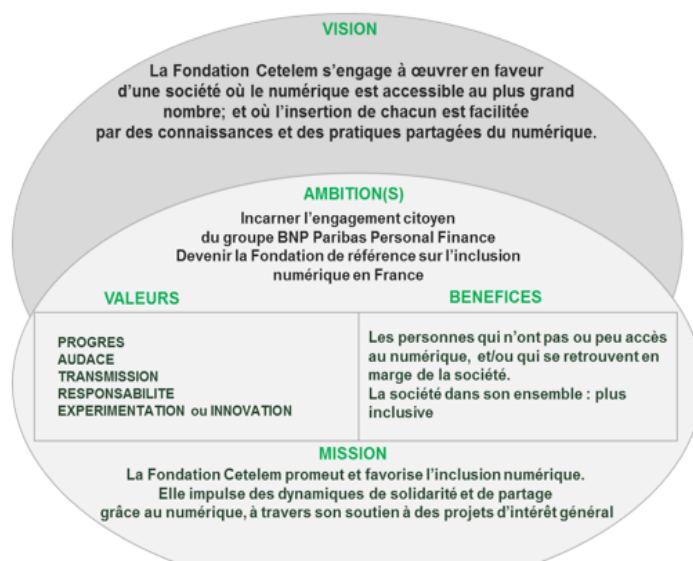 VISION
La Fondation Cetelem s’engage à œuvrer en faveur
d’une société où le numérique est accessible au plus grand
nombre; et où l’insertion de chacun est facilitée
par des connaissances et des pratiques partagées du numérique.
AMBITION(S)
Incarner l’engagement citoyen
du groupe BNP Paribas Personal Finance
Devenir la Fondation de référence sur l’inclusion
numérique en France
VALEURS
PROGRES
AUDACE
TRANSMISSION
RESPONSABILITE
EXPERIMENTATION ou INNOVATION
BENEFICES
Les personnes qui n’ont pas ou peu accès
au numérique, et/ou qui se retrouvent en
marge de la société.
La société dans son ensemble : plus
inclusive
MISSION
La Fondation Cetelem promeut et favorise l’inclusion numérique.
Elle impulse des dynamiques de solidarité et de partage
grâce au numérique, à travers son soutien à des projets d’intérêt général